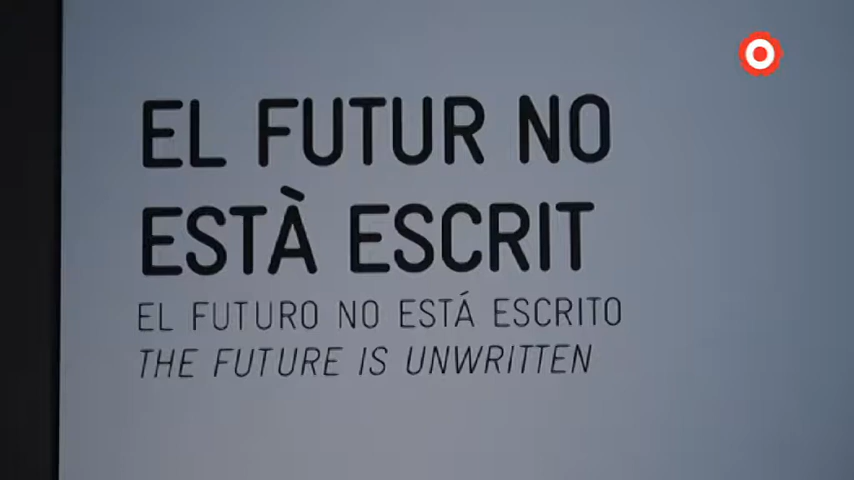 EL FUTUR NO
ESTÀ ESCRIT
EL FUTURO NO ESTÁ ESCRITO
THE FUTURE IS UNWRITTEN